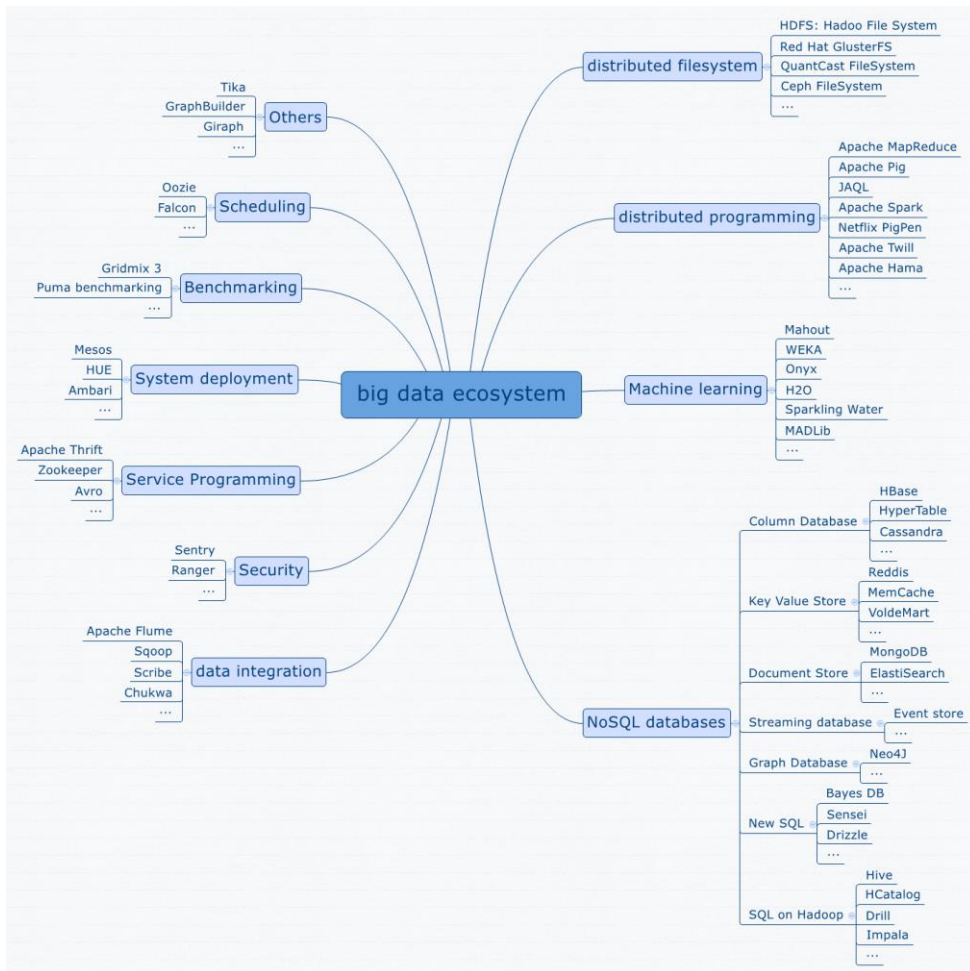 big data ecosystem
distributed filesystem
HDFS: Hadoo File System
Red Hat GlusterFS
QuantCast FileSystem
Ceph FileSystem
...
distributed programming
Apache MapReduce
Apache Pig
JAQL
Apache Spark
Netflix PigPen
Apache Twill
Apache Hama
...
Machine learning
Mahout
WEKA
Onyx
H2O
Sparkling Water
MADLib
...
NoSQL databases
Column Database
HBase
HyperTable
Cassandra
...
Key Value Store
Reddis
MemCache
VoldeMart
...
Document Store
MongoDB
ElastiSearch
...
Streaming database
Event store
...
Graph Database
Neo4J
...
New SQL
Bayes DB
Sensei
Drizzle
...
SQL on Hadoop
Hive
HCatalog
Drill
Impala
...
Others
Tika
GraphBuilder
Giraph
...
Scheduling
Oozie
Falcon
...
Benchmarking
Gridmix 3
Puma benchmarking
...
System deployment
Mesos
HUE
Ambari
...
Service Programming
Apache Thrift
Zookeeper
Avro
...
Security
Sentry
Ranger
...
data integration
Apache Flume
Sqoop
Scribe
Chukwa
...